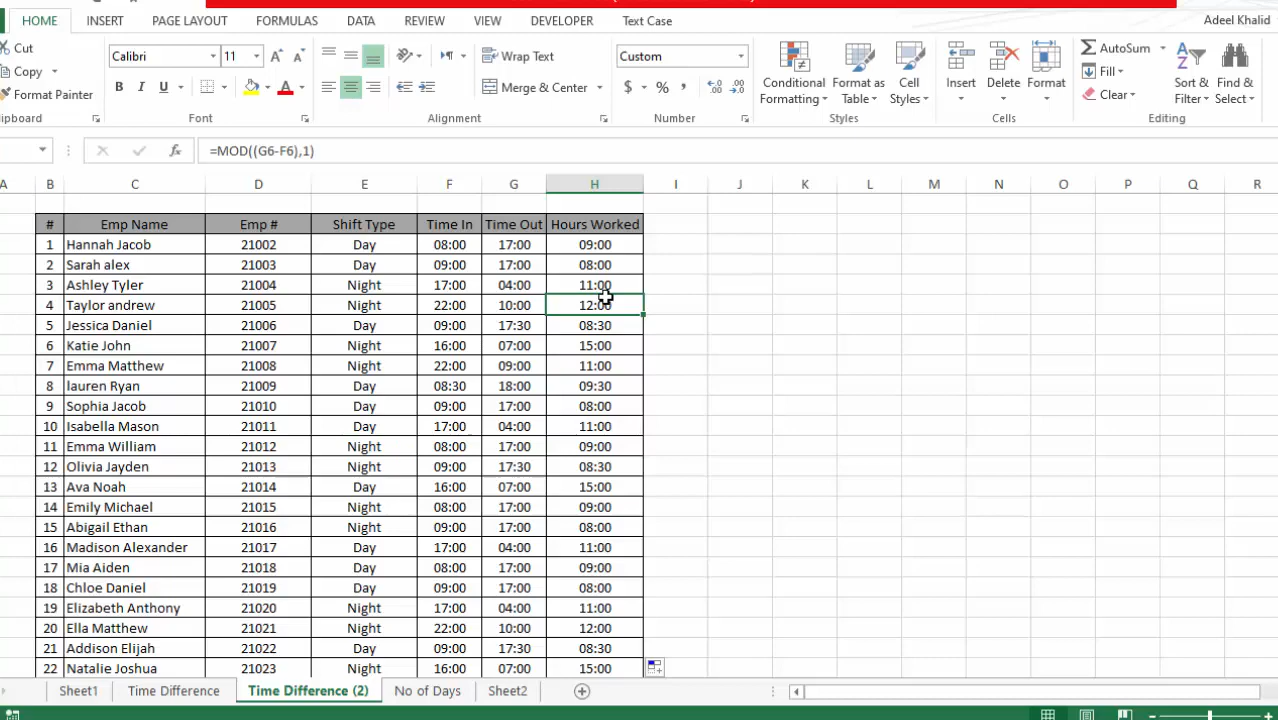 HOME INSERT PAGE LAYOUT FORMULAS DATA REVIEW VIEW DEVELOPER Text Case Adeel Khalid
Cut
Copy
Format Painter
Calibri 11
Wrap Text
Merge & Center
Custom
$ % ,
Conditional Formatting
Format as Table
Cell Styles
Insert
Delete
Format
AutoSum
Fill
Clear
Sort & Filter
Find & Select
lipboard Font Alignment Number Styles Cells Editing
=MOD((G6-F6),1)
A B C D E F G H I J K L M N O P Q R
# Emp Name Emp # Shift Type Time In Time Out Hours Worked
1 Hannah Jacob 21002 Day 08:00 17:00 09:00
2 Sarah alex 21003 Day 09:00 17:00 08:00
3 Ashley Tyler 21004 Night 17:00 04:00 11:00
4 Taylor andrew 21005 Night 22:00 10:00 12:00
5 Jessica Daniel 21006 Day 09:00 17:30 08:30
6 Katie John 21007 Night 16:00 07:00 15:00
7 Emma Matthew 21008 Night 22:00 09:00 11:00
8 lauren Ryan 21009 Day 08:30 18:00 09:30
9 Sophia Jacob 21010 Day 09:00 17:00 08:00
10 Isabella Mason 21011 Day 17:00 04:00 11:00
11 Emma William 21012 Night 08:00 17:00 09:00
12 Olivia Jayden 21013 Night 09:00 17:30 08:30
13 Ava Noah 21014 Day 16:00 07:00 15:00
14 Emily Michael 21015 Night 08:00 17:00 09:00
15 Abigail Ethan 21016 Night 09:00 17:00 08:00
16 Madison Alexander 21017 Day 17:00 04:00 11:00
17 Mia Aiden 21018 Day 08:00 17:00 09:00
18 Chloe Daniel 21019 Day 09:00 17:00 08:00
19 Elizabeth Anthony 21020 Night 17:00 04:00 11:00
20 Ella Matthew 21021 Night 22:00 10:00 12:00
21 Addison Elijah 21022 Day 09:00 17:30 08:30
22 Natalie Joshua 21023 Night 16:00 07:00 15:00
Sheet1 Time Difference Time Difference (2) No of Days Sheet2